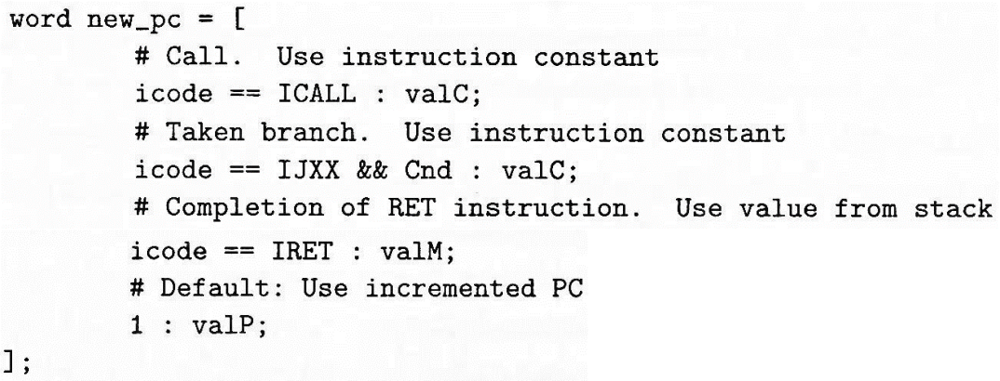 word new_pc = [
# Call.  Use instruction constant
icode == ICALL : valC;
# Taken branch.  Use instruction constant
icode == IJXX && Cnd : valC;
# Completion of RET instruction.  Use value from stack
icode == IRET : valM;
# Default: Use incremented PC
1 : valP;
];